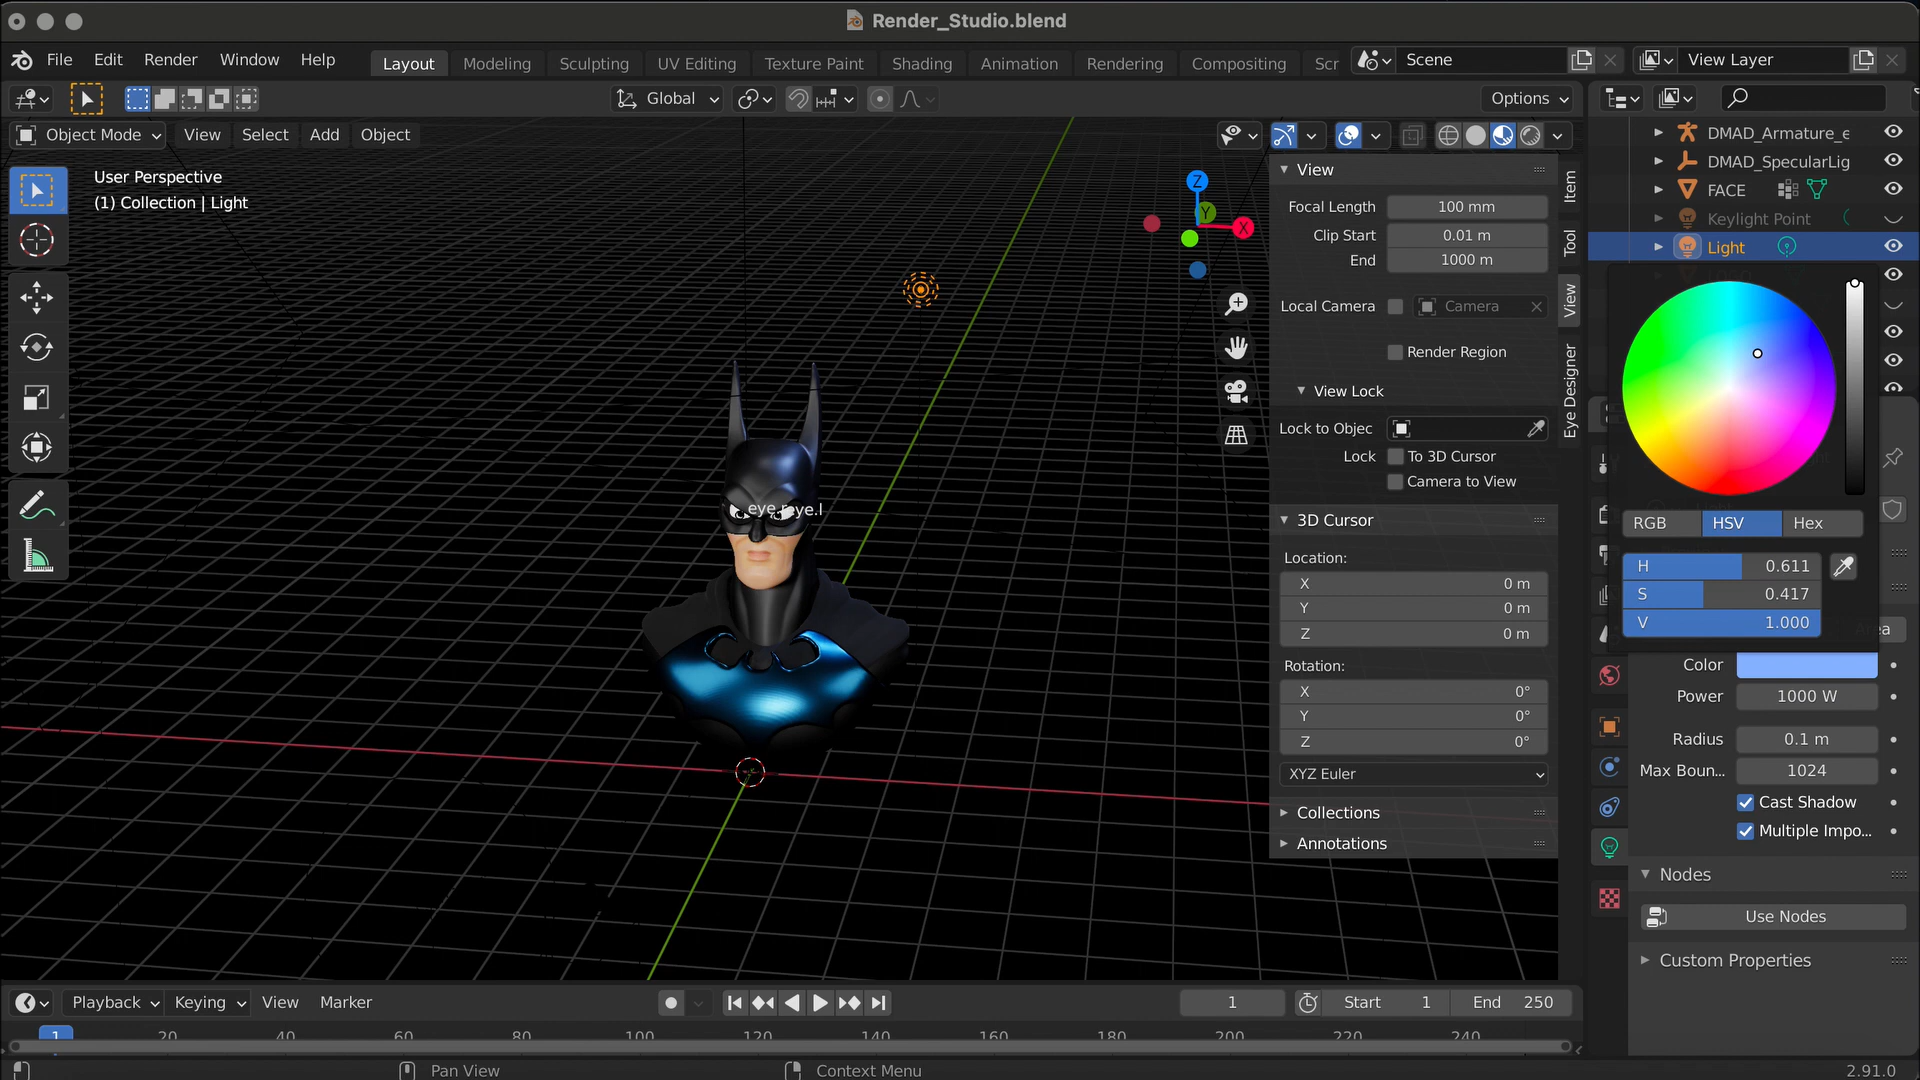 Render_Studio.blend
File Edit Render Window Help Layout Modeling Sculpting UV Editing Texture Paint Shading Animation Rendering Compositing Scr Scene View Layer
Global Options
Object Mode View Select Add Object
User Perspective
(1) Collection | Light
Z
Y
X
eye.l
View
Focal Length 100 mm
Clip Start 0.01 m
End 1000 m
Local Camera Camera
Render Region
View Lock
Lock to Objec
Lock To 3D Cursor
Camera to View
3D Cursor
Location:
X 0 m
Y 0 m
Z 0 m
Rotation:
X 0°
Y 0°
Z 0°
XYZ Euler
Collections
Annotations
Item
Tool
View
Eye Designer
DMAD_Armature_e
DMAD_SpecularLig
FACE
Keylight Point
Light
RGB HSV Hex
H 0.611
S 0.417
V 1.000
Color
Power 1000 W
Radius 0.1 m
Max Boun... 1024
Cast Shadow
Multiple Impo...
Nodes
Use Nodes
Custom Properties
Playback Keying View Marker 1 Start 1 End 250
1 20 40 60 80 100 120 140 160 180 200 220 240
Pan View Context Menu 2.91.0